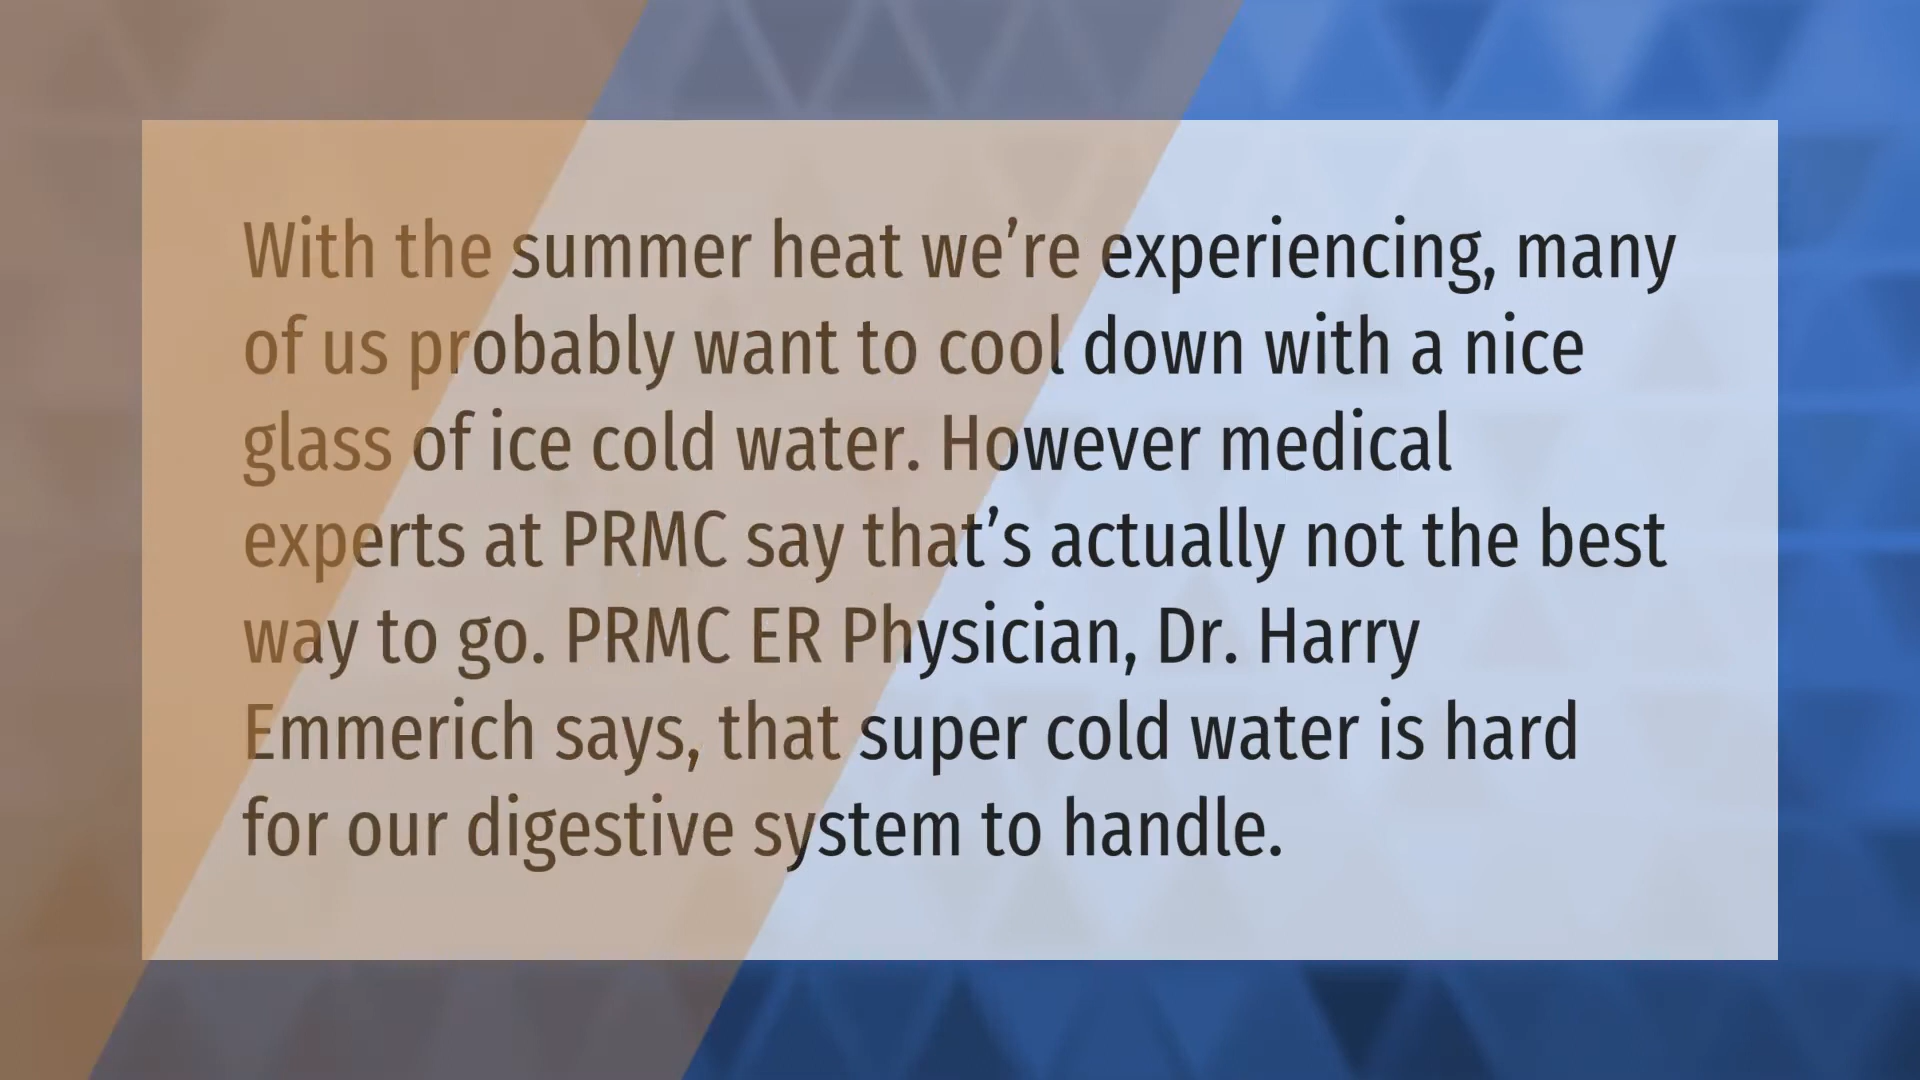 With the summer heat we’re experiencing, many
of us probably want to cool down with a nice
glass of ice cold water. However medical
experts at PRMC say that’s actually not the best
way to go. PRMC ER Physician, Dr. Harry
Emmerich says, that super cold water is hard
for our digestive system to handle.